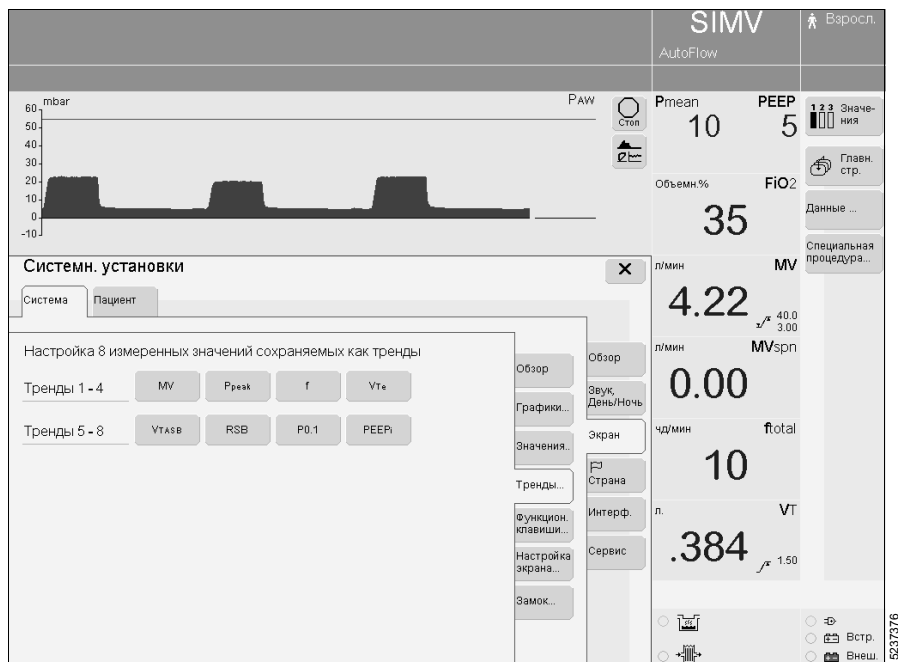 SIMV
AutoFlow
Взросл.
mbar
PAW
60
50
40
30
20
10
0
-10
Стоп
Pmean PEEP
10 5
Объемн.% FiO2
35
л/мин MV
4.22
40.0
3.00
л/мин MVspn
0.00
чд/мин ftotal
10
л. VT
.384
1.50
1 2 3 Значе-
ния
Главн.
стр.
Данные ...
Специальная
процедура...
Системн. установки
Система Пациент
Настройка 8 измеренных значений сохраняемых как тренды
Тренды 1 - 4 MV Ppeak f VTe
Тренды 5 - 8 VTASB RSB P0.1 PEEPi
Обзор
Графики...
Значения..
Тренды...
Функцион.
клавиши...
Настройка
экрана...
Замок...
Обзор
Звук,
День/Ночь
Экран
Страна
Интерф.
Сервис
Встр.
Внеш.
5237376